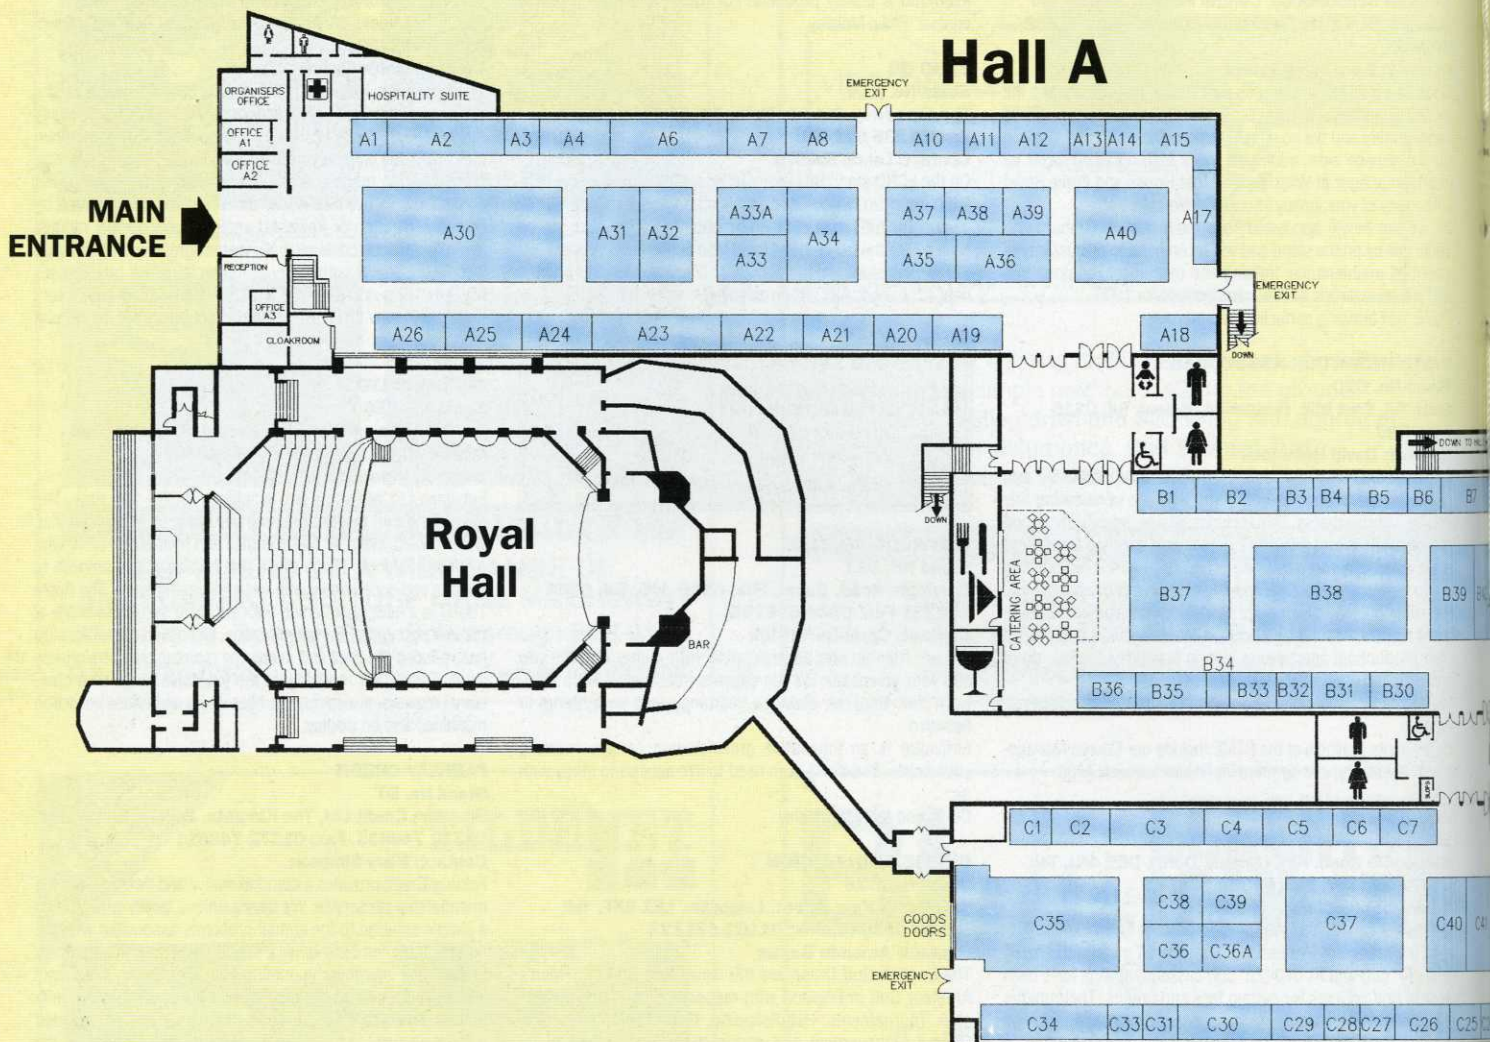 Hall A
ORGANISERS
OFFICE
HOSPITALITY SUITE
EMERGENCY
EXIT
OFFICE
A1
OFFICE
A2
A1 A2 A3 A4 A6 A7 A8 A10 A11 A12 A13 A14 A15
MAIN
ENTRANCE
A30 A31 A32 A33A A33 A34 A37 A38 A39 A35 A36 A40 A17
RECEPTION
OFFICE
A3
CLOAKROOM
EMERGENCY
EXIT
DOWN
A26 A25 A24 A23 A22 A21 A20 A19 A18
Royal
Hall
BAR
DOWN
DOWN TO
B1 B2 B3 B4 B5 B6 B7
CATERING AREA
B37 B38 B39
B34
B36 B35 B33 B32 B31 B30
C1 C2 C3 C4 C5 C6 C7
GOODS
DOORS
C35 C38 C39 C36 C36A C37 C40
EMERGENCY
EXIT
C34 C33 C31 C30 C29 C28 C27 C26 C25